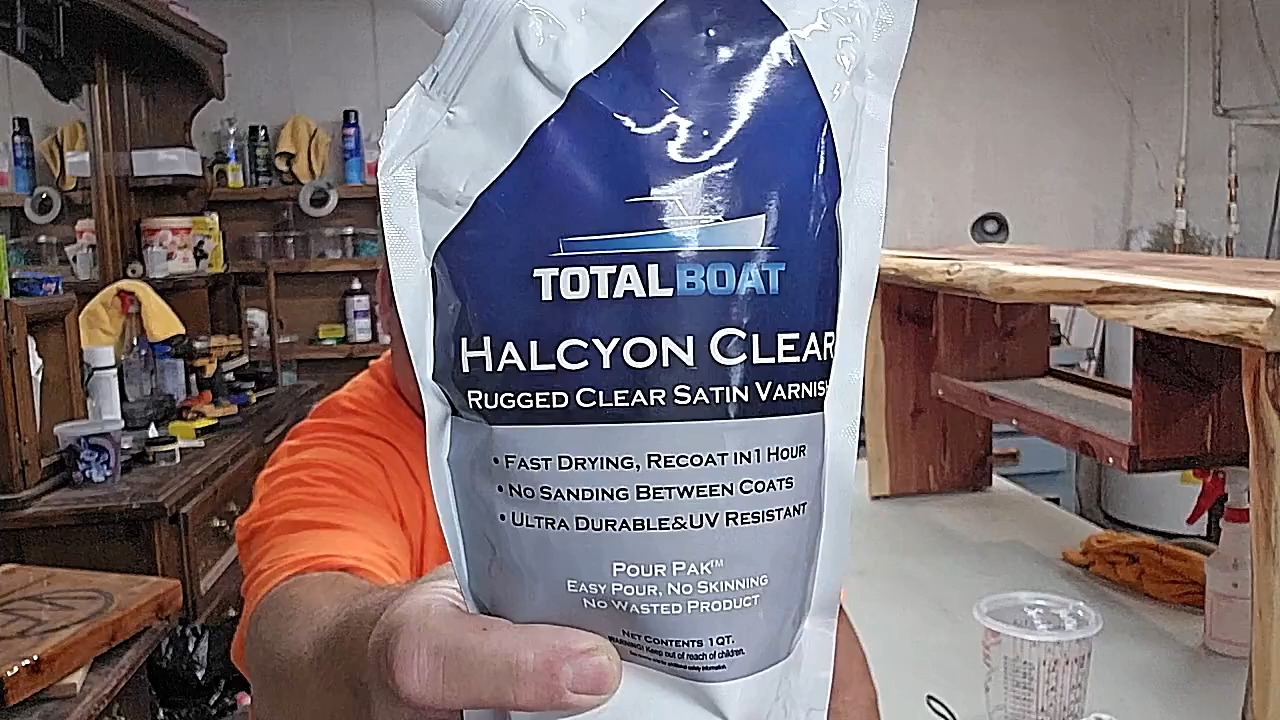 TOTALBOAT
HALCYON CLEAR
RUGGED CLEAR SATIN VARNISH
• FAST DRYING, RECOAT IN 1 HOUR
• NO SANDING BETWEEN COATS
• ULTRA DURABLE&UV RESISTANT
POUR PAK™
EASY POUR, NO SKINNING
NO WASTED PRODUCT
NET CONTENTS 1 QT.
WARNING! Keep out of reach of children.